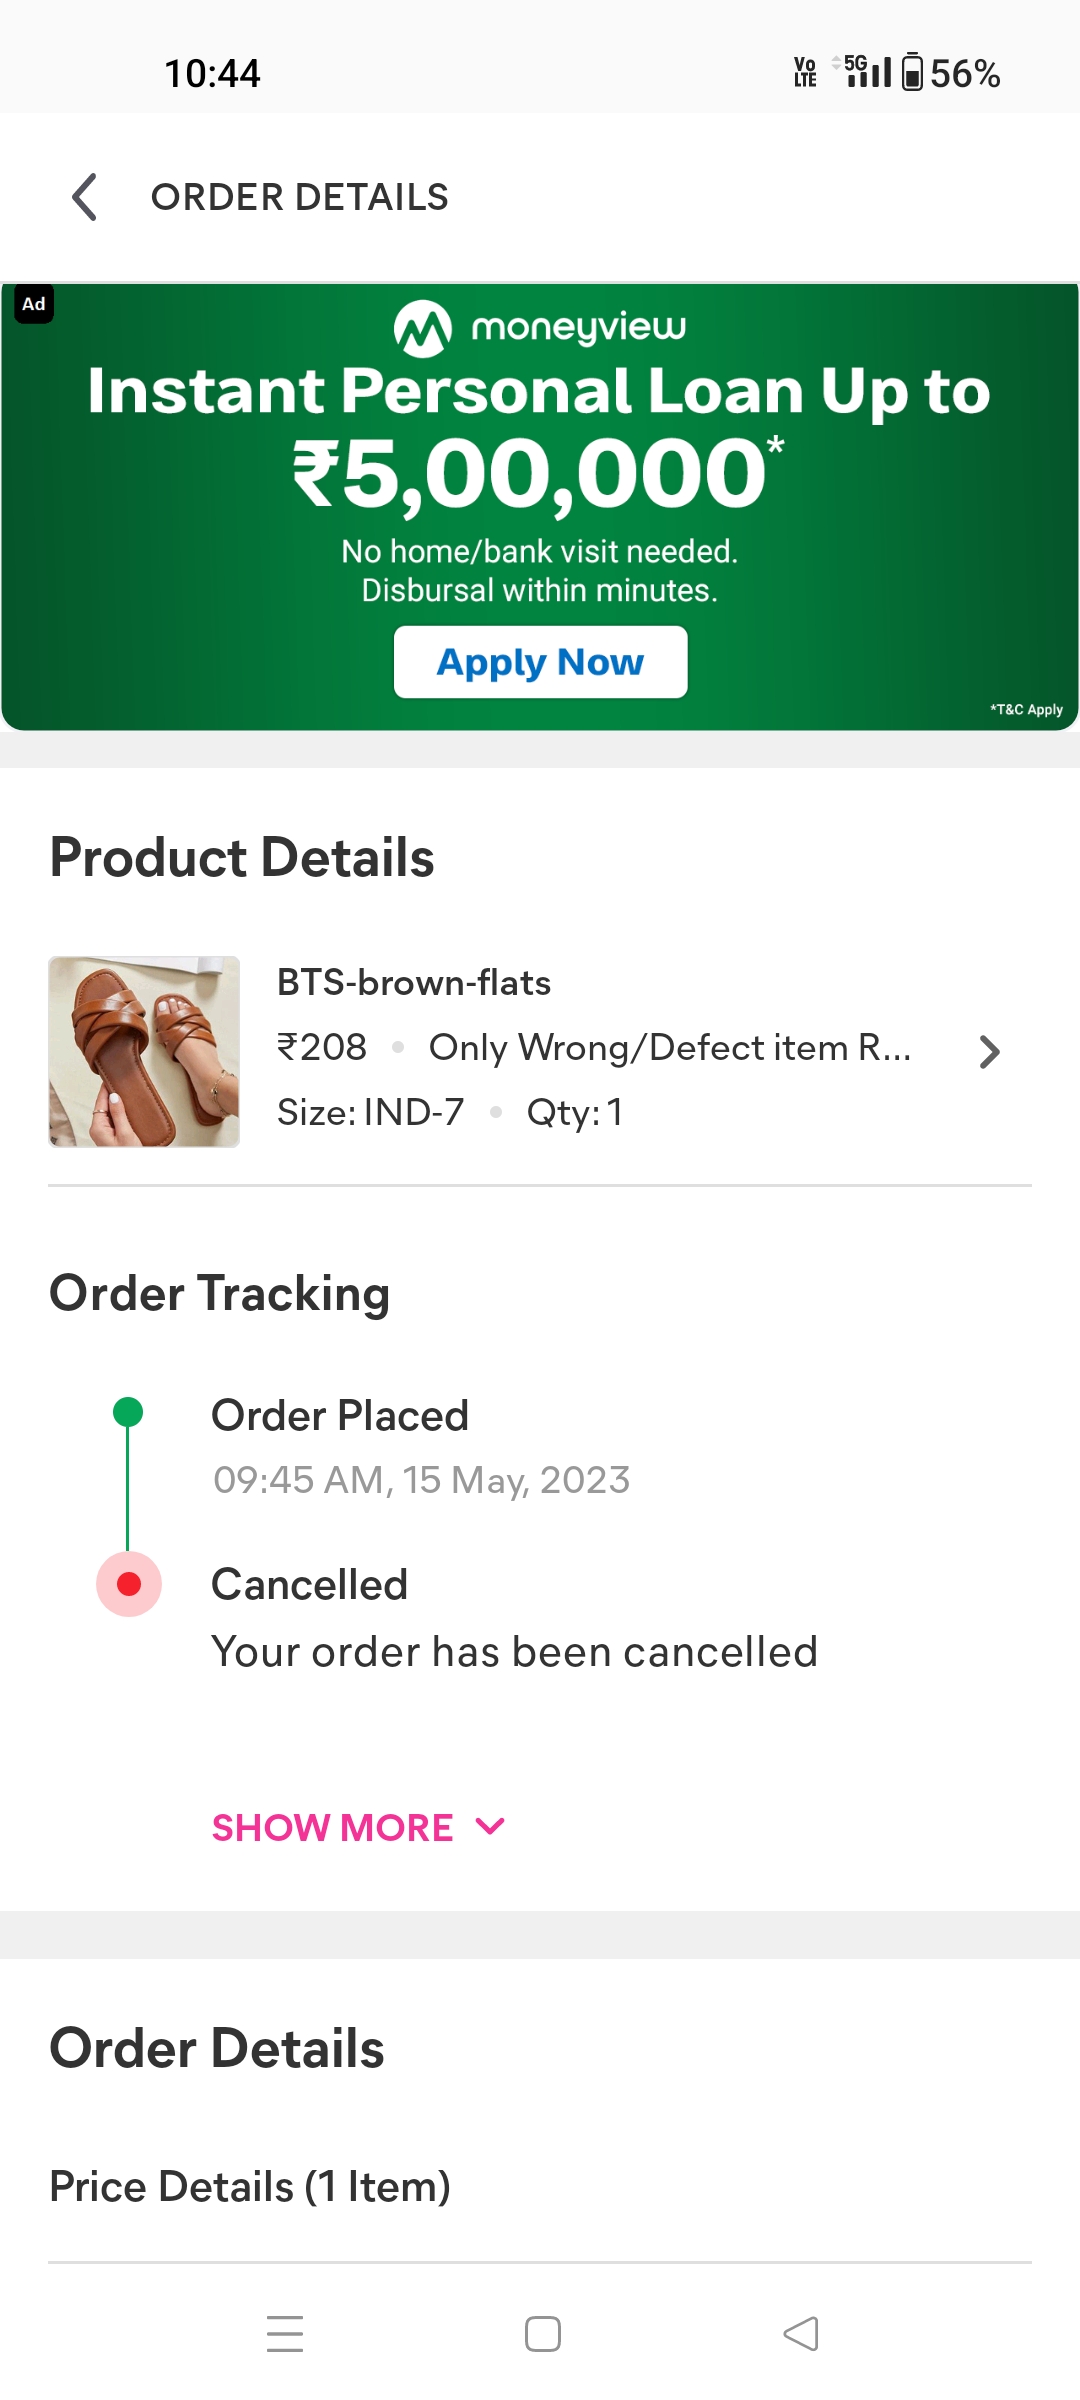 10:44
Vo LTE 5G 56%
ORDER DETAILS
Ad
moneyview
Instant Personal Loan Up to
₹5,00,000*
No home/bank visit needed.
Disbursal within minutes.
Apply Now
*T&C Apply
Product Details
BTS-brown-flats
₹208 • Only Wrong/Defect item R...
Size: IND-7 • Qty: 1
Order Tracking
Order Placed
09:45 AM, 15 May, 2023
Cancelled
Your order has been cancelled
SHOW MORE
Order Details
Price Details (1 Item)